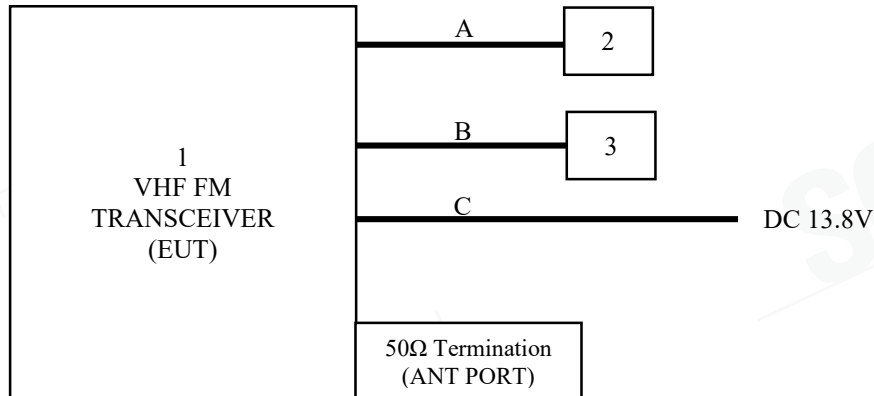 A
2
B
3
1
VHF FM
TRANSCEIVER
(EUT)
C
DC 13.8V
50Ω Termination
(ANT PORT)